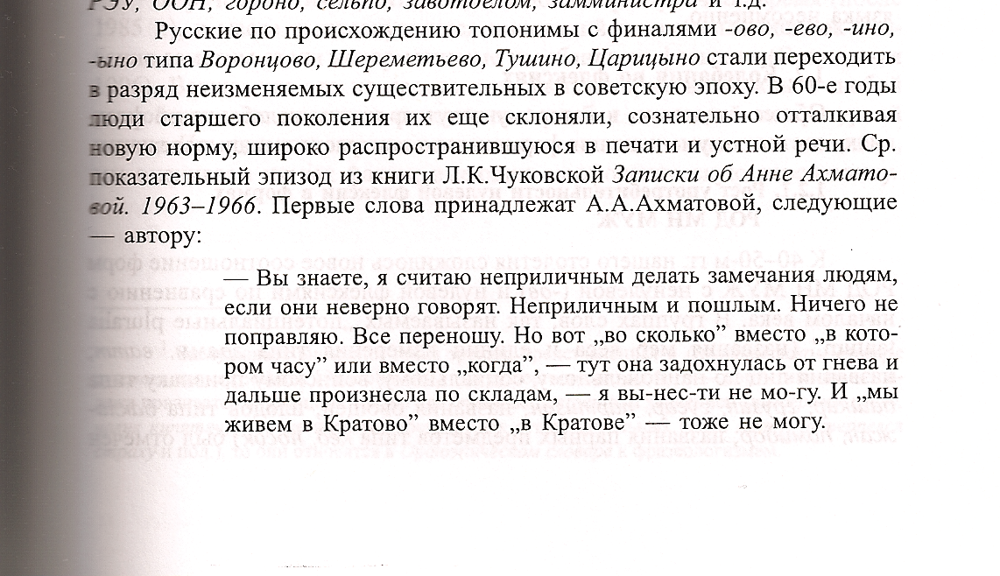 РЭУ, ООН; гороно, сельпо, завотделом, замминистра и т.д.
Русские по происхождению топонимы с финалями -ово, -ево, -ино,
-ыно типа Воронцово, Шереметьево, Тушино, Царицыно стали переходить
в разряд неизменяемых существительных в советскую эпоху. В 60-е годы
люди старшего поколения их еще склоняли, сознательно отталкивая
новую норму, широко распространившуюся в печати и устной речи. Ср.
показательный эпизод из книги Л.К.Чуковской Записки об Анне Ахмато-
вой. 1963–1966. Первые слова принадлежат А.А.Ахматовой, следующие
— автору:
— Вы знаете, я считаю неприличным делать замечания людям,
если они неверно говорят. Неприличным и пошлым. Ничего не
поправляю. Все переношу. Но вот „во сколько” вместо „в кото-
ром часу” или вместо „когда”, — тут она задохнулась от гнева и
дальше произнесла по складам, — я вы-нес-ти не мо-гу. И „мы
живем в Кратово” вместо „в Кратове” — тоже не могу.